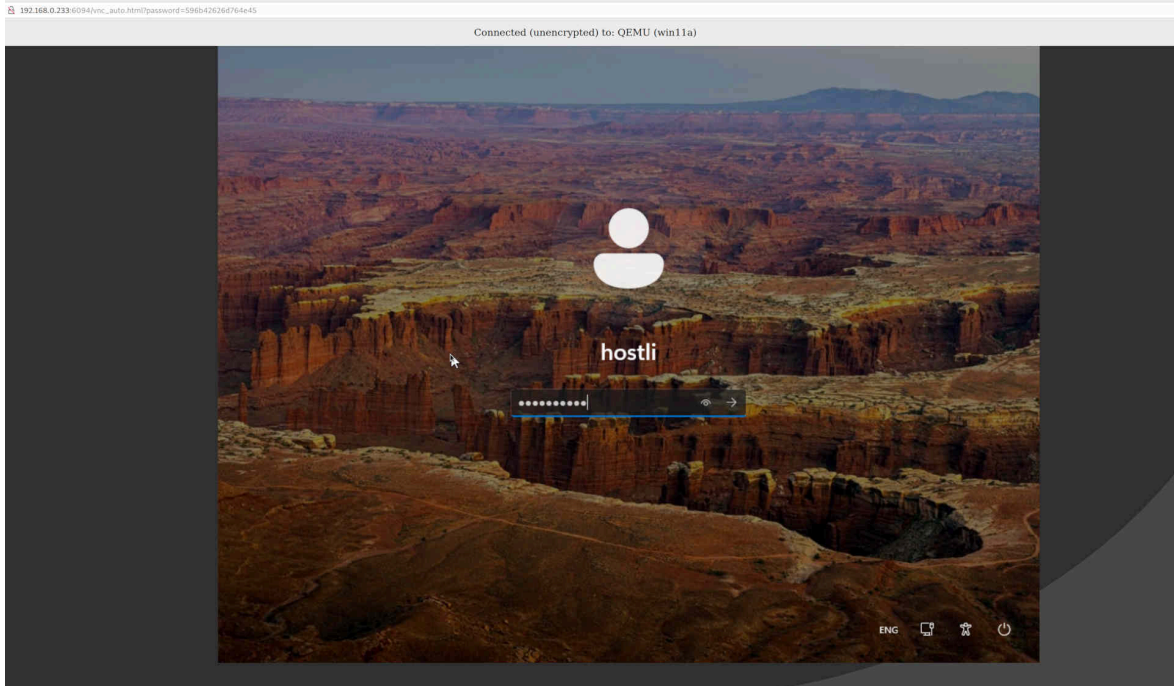 192.168.0.233:6094/vnc_auto.html?password=596b42626d764e45
Connected (unencrypted) to: QEMU (win11a)
hostli
••••••••••
ENG